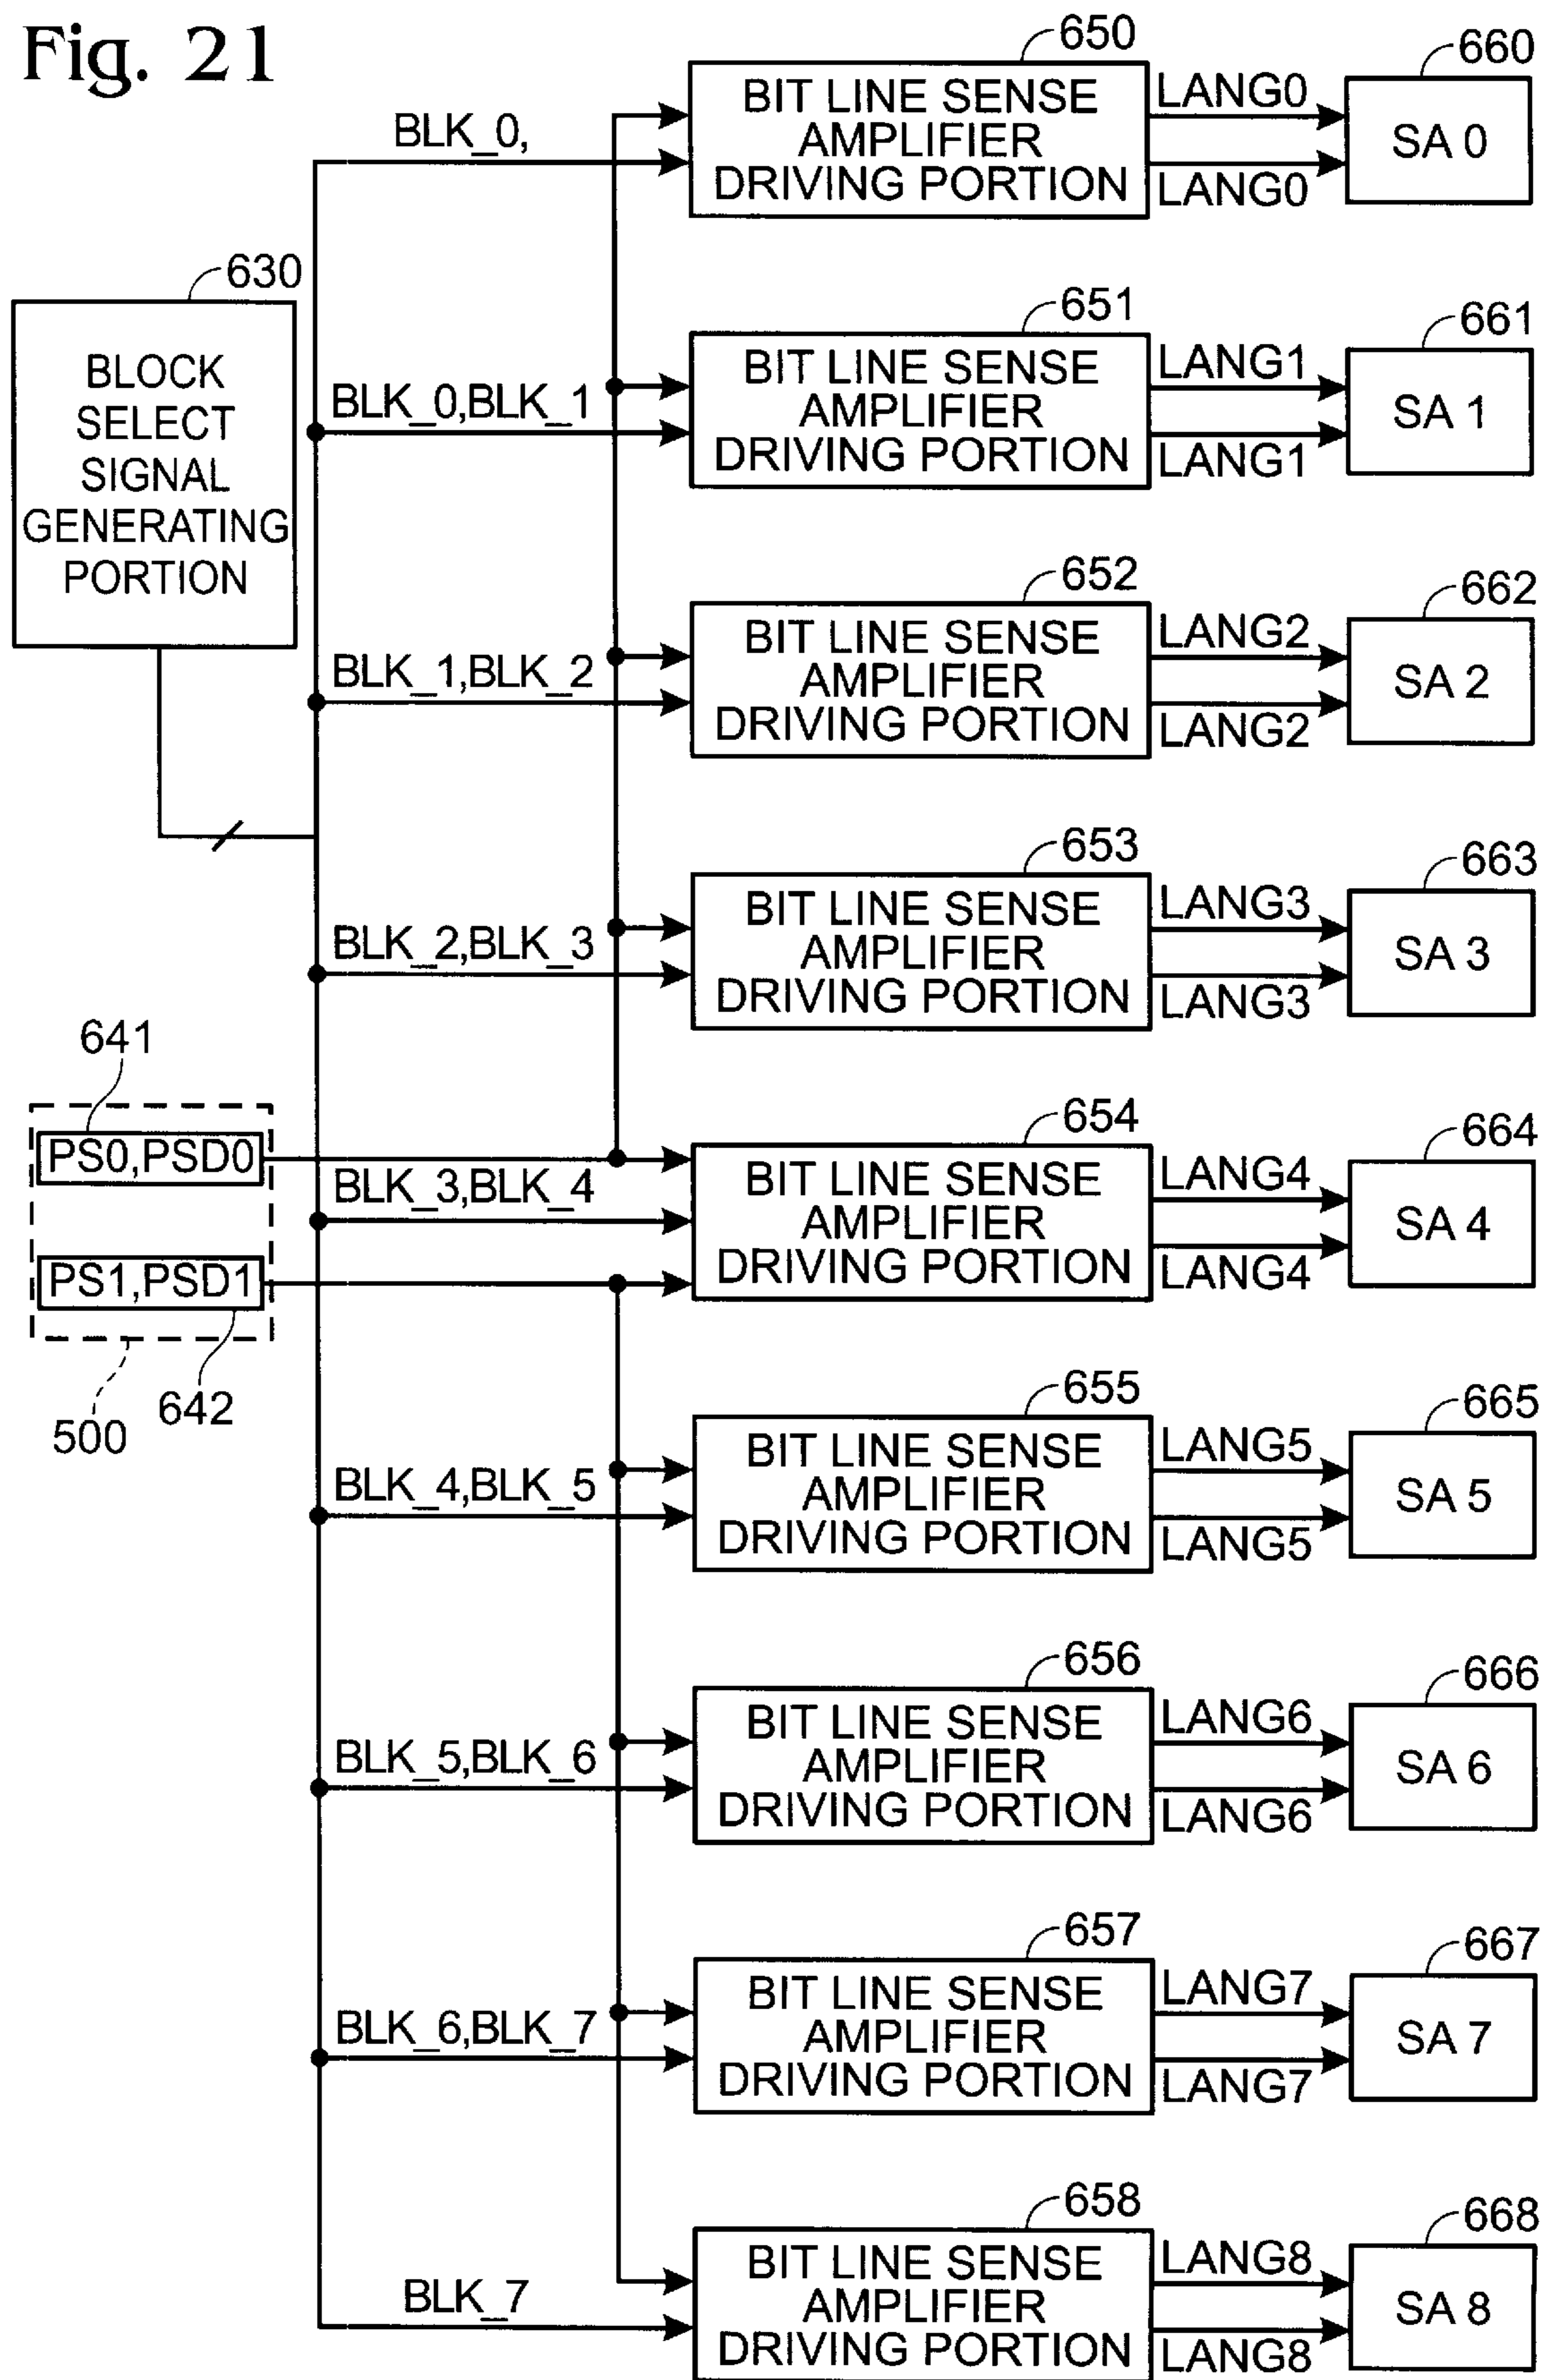 Fig. 21
650
660
BLK_0,
BIT LINE SENSE
AMPLIFIER
DRIVING PORTION
LANG0
LANG0
SA 0
630
BLOCK
SELECT
SIGNAL
GENERATING
PORTION
651
661
BLK_0,BLK_1
BIT LINE SENSE
AMPLIFIER
DRIVING PORTION
LANG1
LANG1
SA 1
652
662
BLK_1,BLK_2
BIT LINE SENSE
AMPLIFIER
DRIVING PORTION
LANG2
LANG2
SA 2
653
663
BLK_2,BLK_3
BIT LINE SENSE
AMPLIFIER
DRIVING PORTION
LANG3
LANG3
SA 3
641
PS0,PSD0
654
664
BLK_3,BLK_4
BIT LINE SENSE
AMPLIFIER
DRIVING PORTION
LANG4
LANG4
SA 4
PS1,PSD1
642
500
655
665
BLK_4,BLK_5
BIT LINE SENSE
AMPLIFIER
DRIVING PORTION
LANG5
LANG5
SA 5
656
666
BLK_5,BLK_6
BIT LINE SENSE
AMPLIFIER
DRIVING PORTION
LANG6
LANG6
SA 6
657
667
BLK_6,BLK_7
BIT LINE SENSE
AMPLIFIER
DRIVING PORTION
LANG7
LANG7
SA 7
658
668
BLK_7
BIT LINE SENSE
AMPLIFIER
DRIVING PORTION
LANG8
LANG8
SA 8